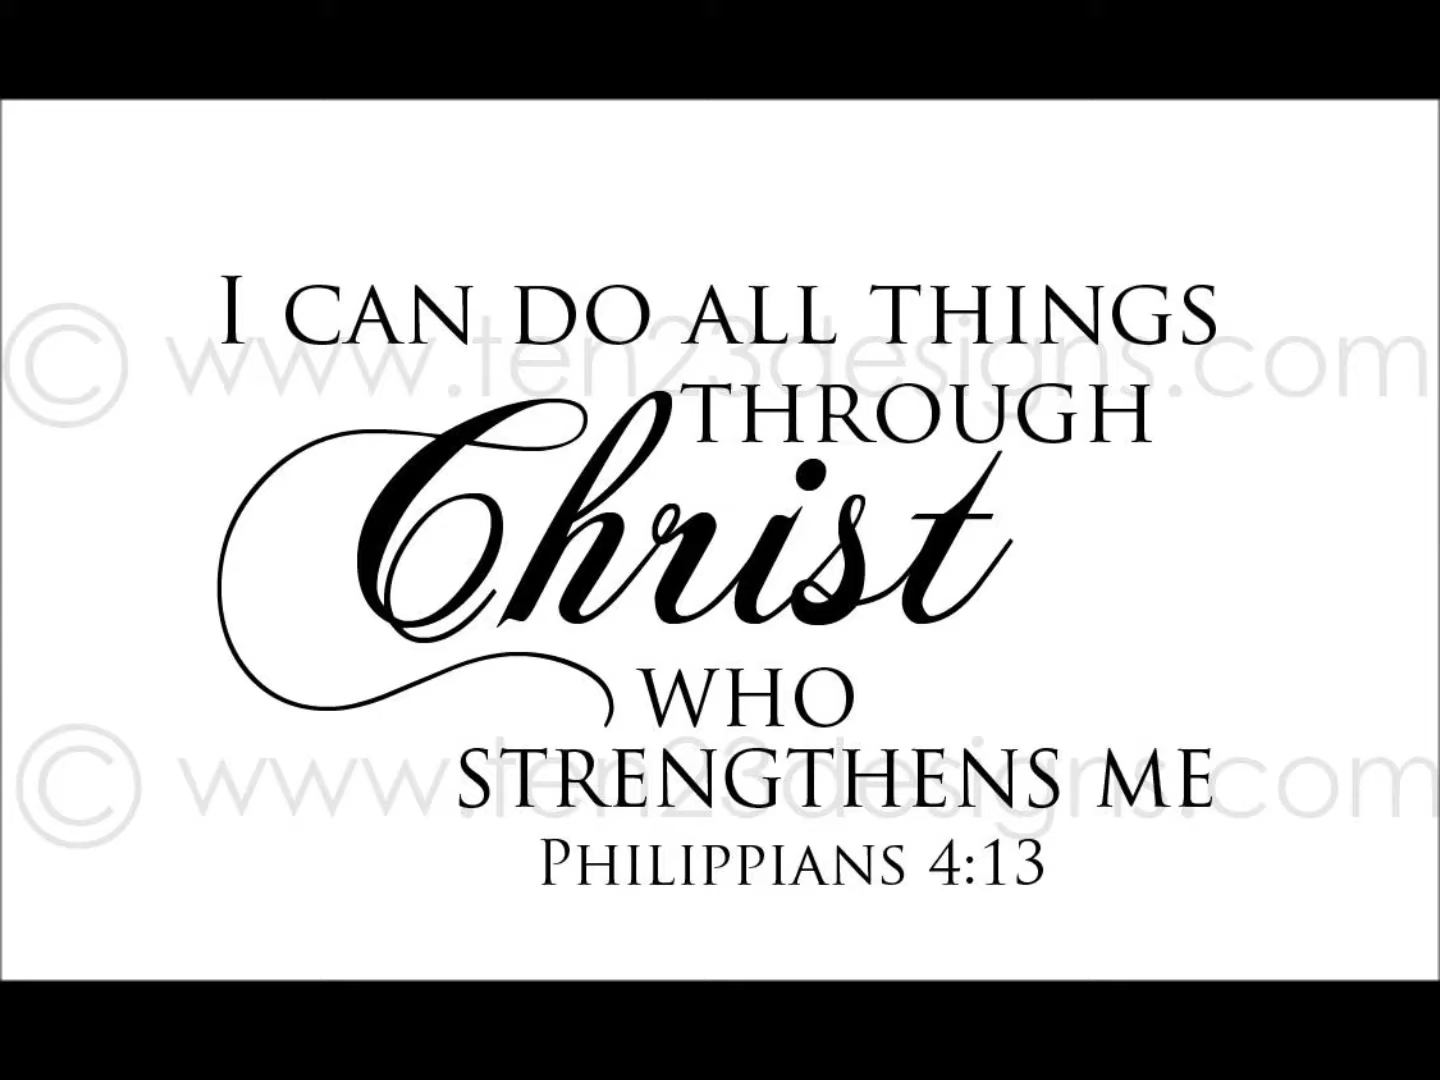 I CAN DO ALL THINGS
© www.ten23designs.com
THROUGH
Christ
WHO
STRENGTHENS ME
© www.ten23designs.com
PHILIPPIANS 4:13